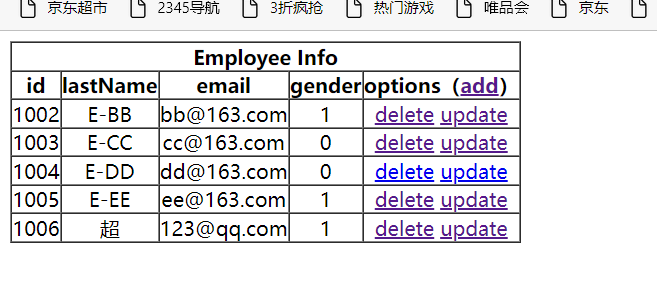 京东超市 2345导航 3折疯抢 热门游戏 唯品会 京东
Employee Info
id lastName email gender options（add）
1002 E-BB bb@163.com 1 delete update
1003 E-CC cc@163.com 0 delete update
1004 E-DD dd@163.com 0 delete update
1005 E-EE ee@163.com 1 delete update
1006 超 123@qq.com 1 delete update